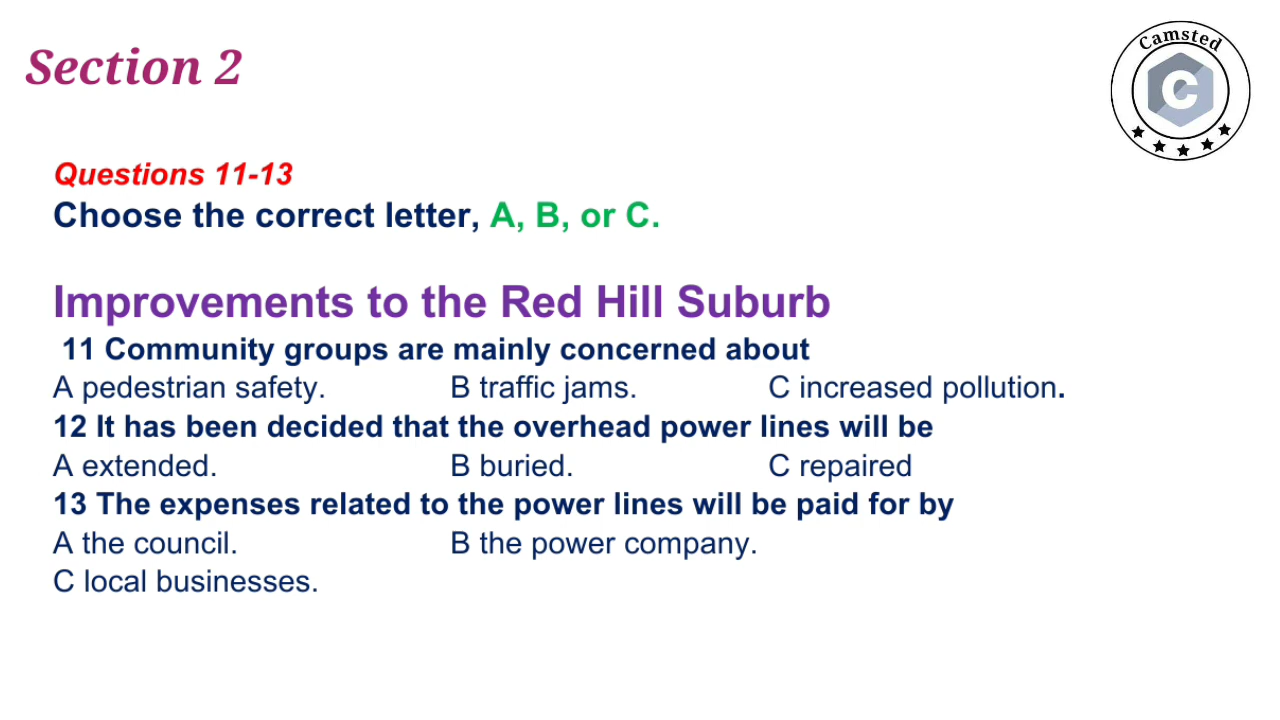 Section 2
Camsted
C
Questions 11-13
Choose the correct letter, A, B, or C.
Improvements to the Red Hill Suburb
11 Community groups are mainly concerned about
A pedestrian safety. B traffic jams. C increased pollution.
12 It has been decided that the overhead power lines will be
A extended. B buried. C repaired
13 The expenses related to the power lines will be paid for by
A the council. B the power company.
C local businesses.